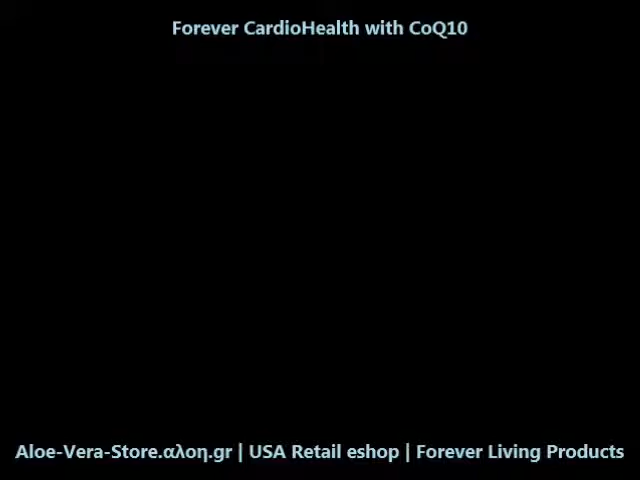 Forever CardioHealth with CoQ10
Aloe-Vera-Store.αλοη.gr | USA Retail eshop | Forever Living Products